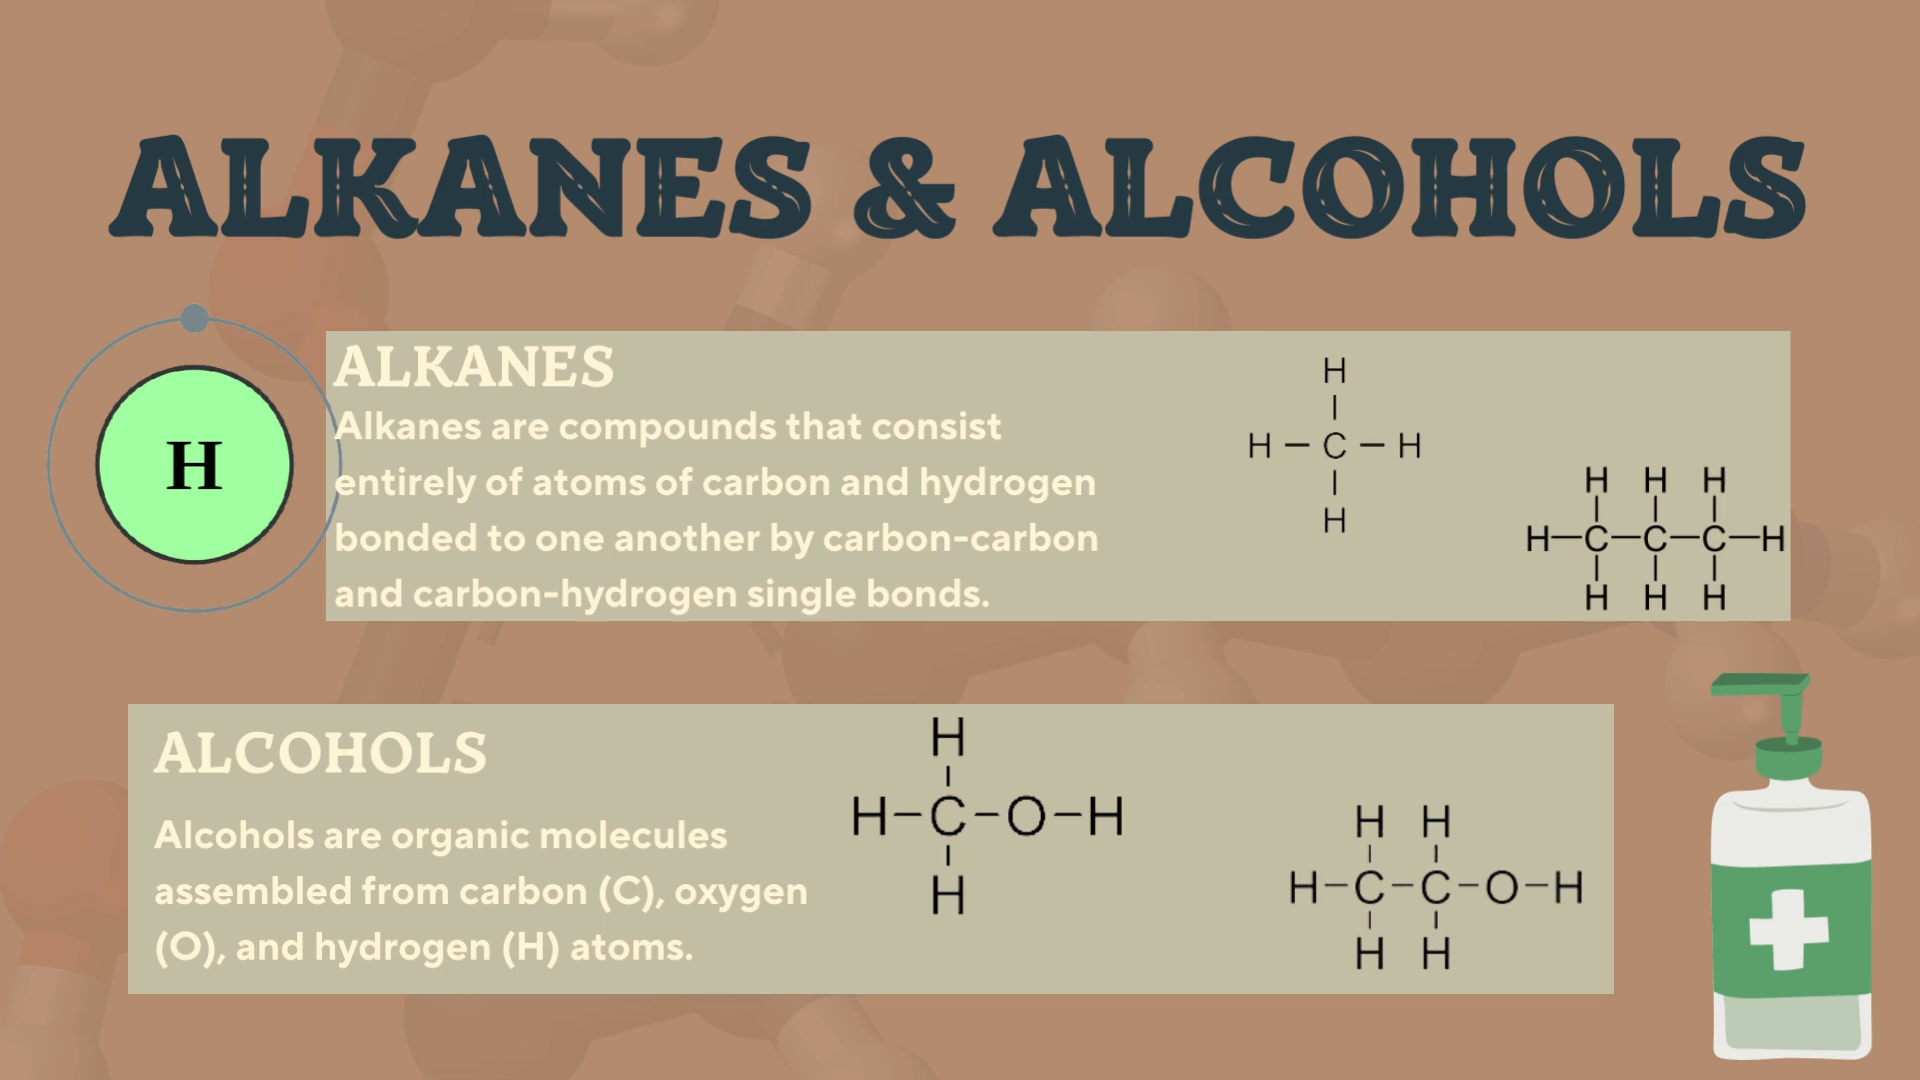 ALKANES & ALCOHOLS
H
ALKANES
Alkanes are compounds that consist
entirely of atoms of carbon and hydrogen
bonded to one another by carbon-carbon
and carbon-hydrogen single bonds.
H
H – C – H
H
H H H
H–C–C–C–H
H H H
ALCOHOLS
Alcohols are organic molecules
assembled from carbon (C), oxygen
(O), and hydrogen (H) atoms.
H
H–C–O–H
H
H H
H–C–C–O–H
H H